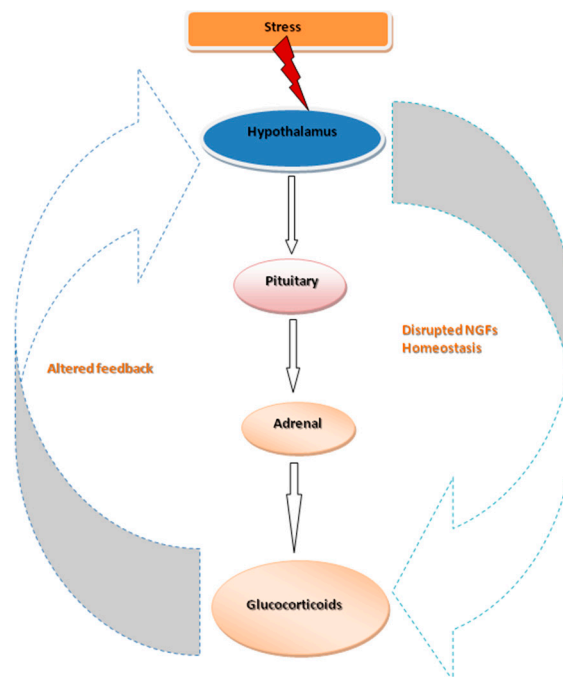 Stress
Hypothalamus
Pituitary
Disrupted NGFs
Homeostasis
Altered feedback
Adrenal
Glucocorticoids